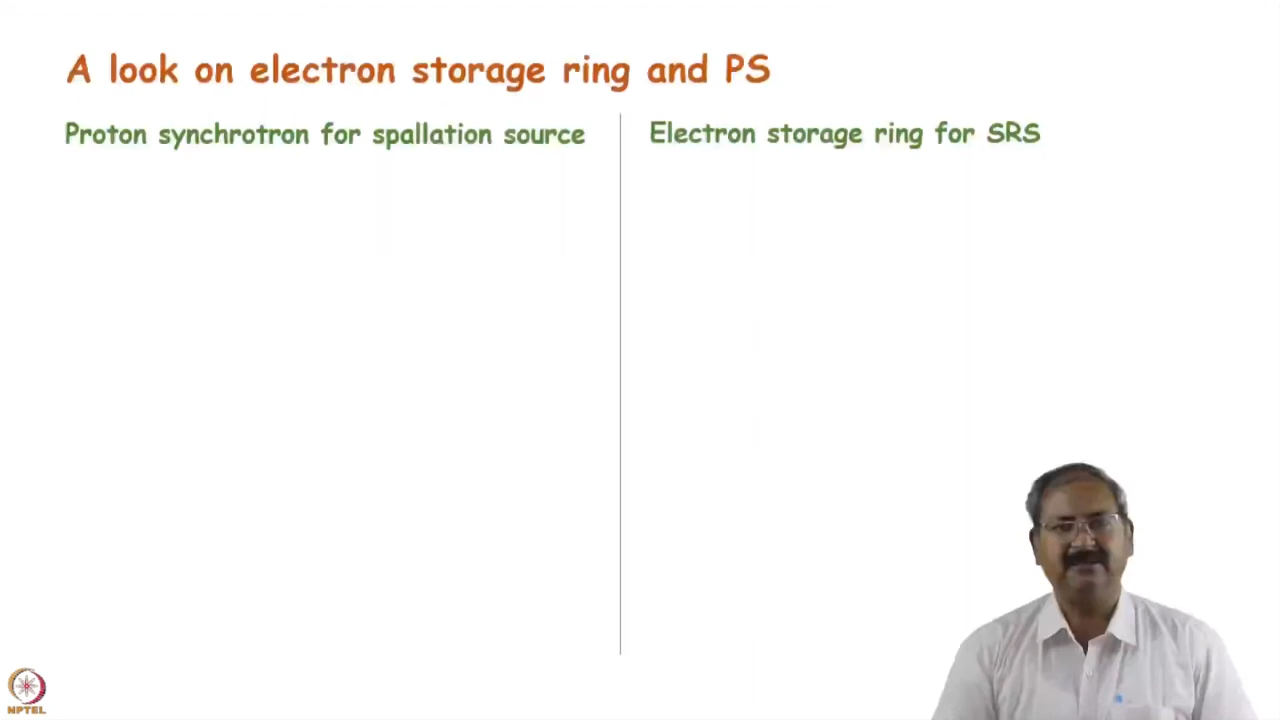 A look on electron storage ring and PS
Proton synchrotron for spallation source
Electron storage ring for SRS
NPTEL